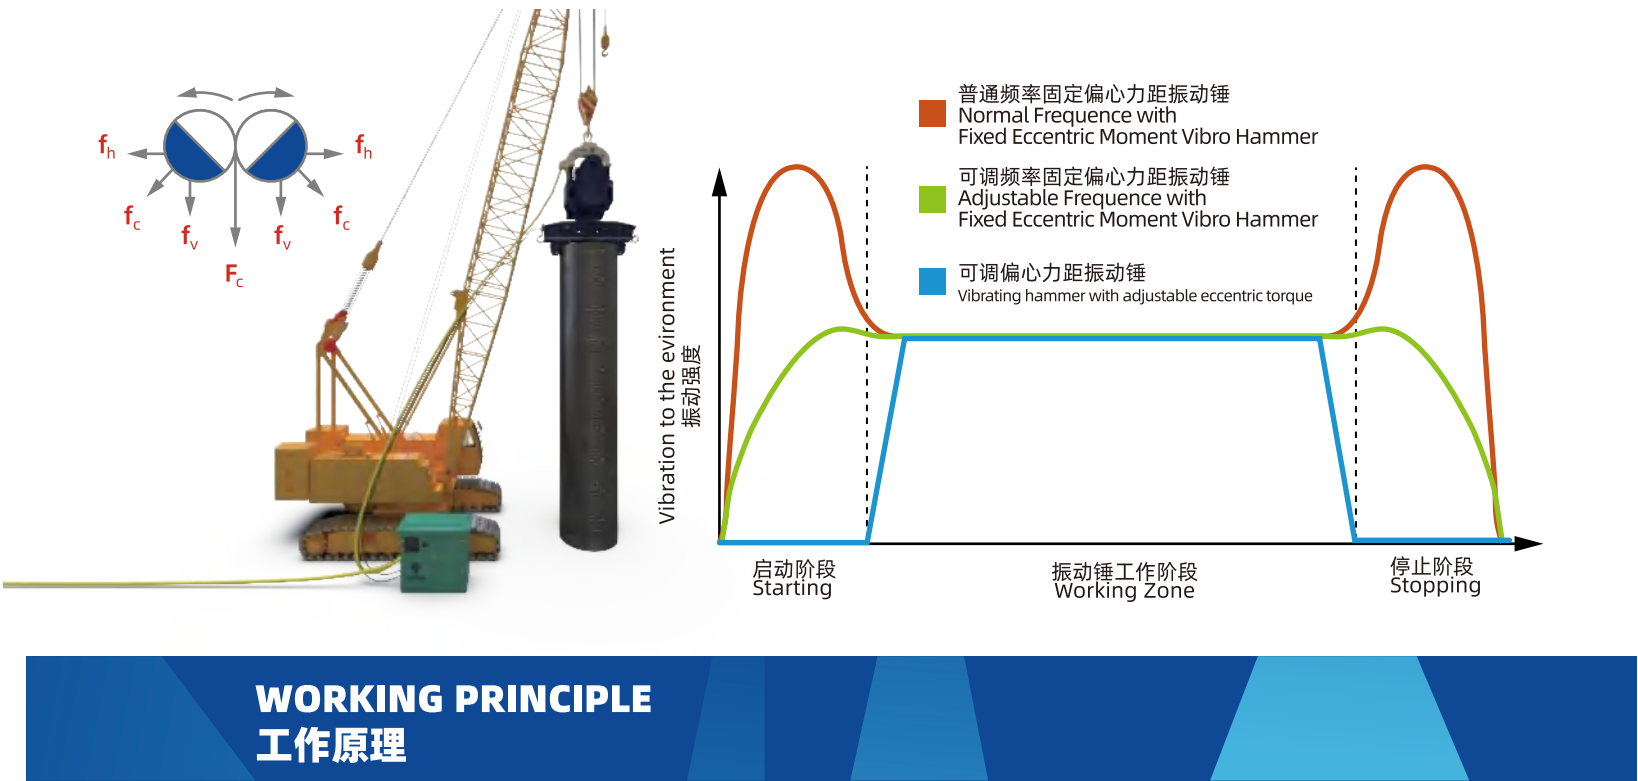 普通频率固定偏心力距振动锤
Normal Frequence with
Fixed Eccentric Moment Vibro Hammer
可调频率固定偏心力距振动锤
Adjustable Frequence with
Fixed Eccentric Moment Vibro Hammer
可调偏心力距振动锤
Vibrating hammer with adjustable eccentric torque
fh
fh
fc
fv
fv
fc
Fc
Vibration to the evironment
振动强度
启动阶段
Starting
振动锤工作阶段
Working Zone
停止阶段
Stopping
WORKING PRINCIPLE
工作原理